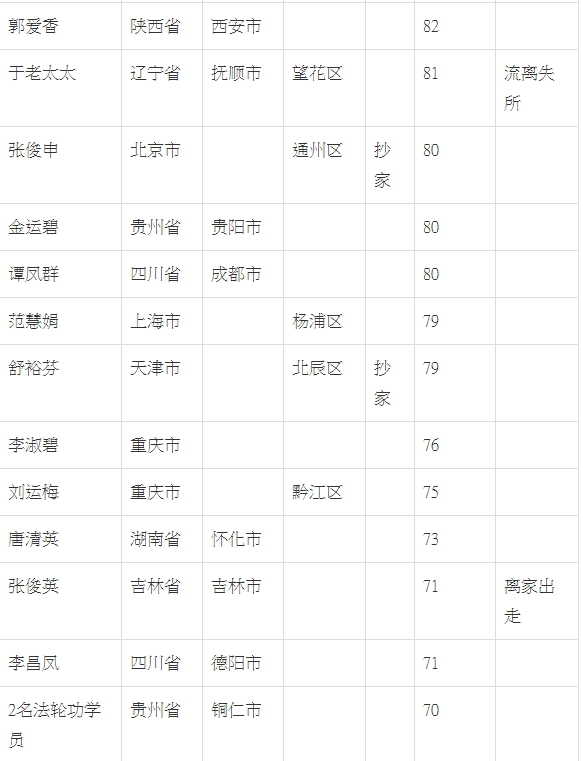 郭爱香 陕西省 西安市 82
于老太太 辽宁省 抚顺市 望花区 81 流离失
所
张俊申 北京市 通州区 抄 80
家
金运碧 贵州省 贵阳市 80
谭凤群 四川省 成都市 80
范慧娟 上海市 杨浦区 79
舒裕芬 天津市 北辰区 抄 79
家
李淑碧 重庆市 76
刘运梅 重庆市 黔江区 75
唐清英 湖南省 怀化市 73
张俊英 吉林省 吉林市 71 离家出
走
李昌凤 四川省 德阳市 71
2名法轮功学 贵州省 铜仁市 70
员